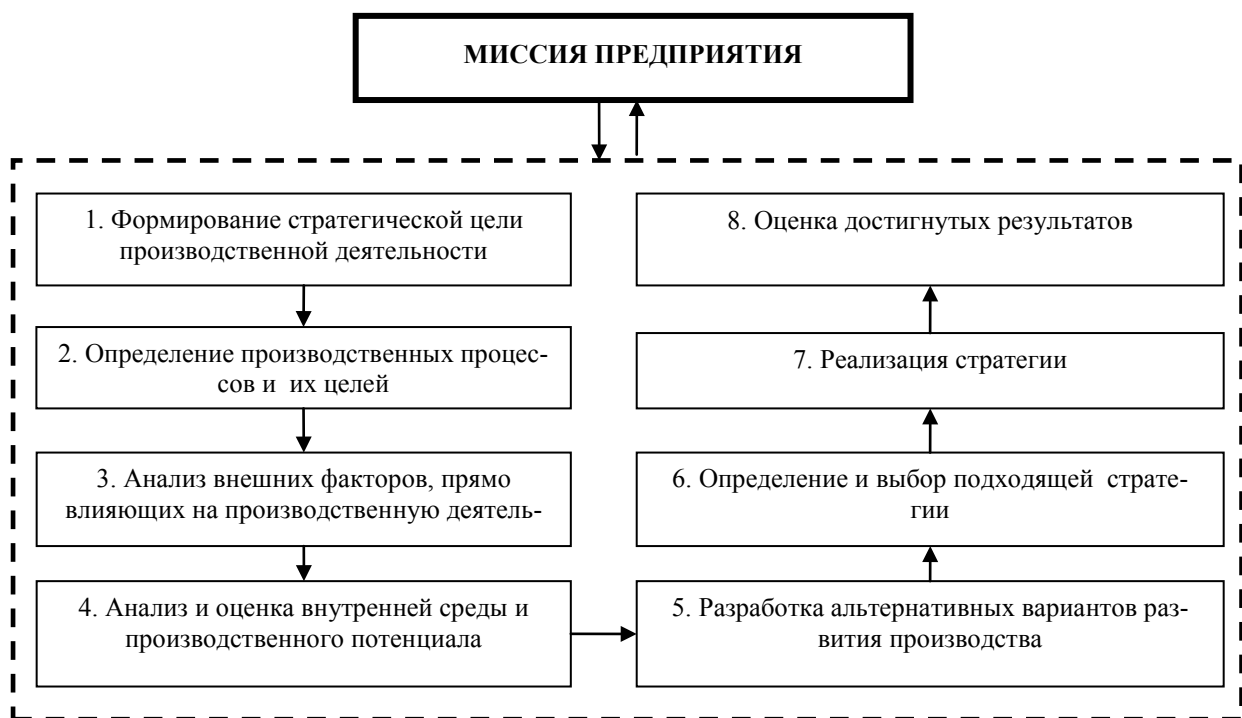 МИССИЯ ПРЕДПРИЯТИЯ
1. Формирование стратегической цели
производственной деятельности
2. Определение производственных процес-
сов и  их целей
3. Анализ внешних факторов, прямо
влияющих на производственную деятель-
4. Анализ и оценка внутренней среды и
производственного потенциала
5. Разработка альтернативных вариантов раз-
вития производства
6. Определение и выбор подходящей  страте-
гии
7. Реализация стратегии
8. Оценка достигнутых результатов